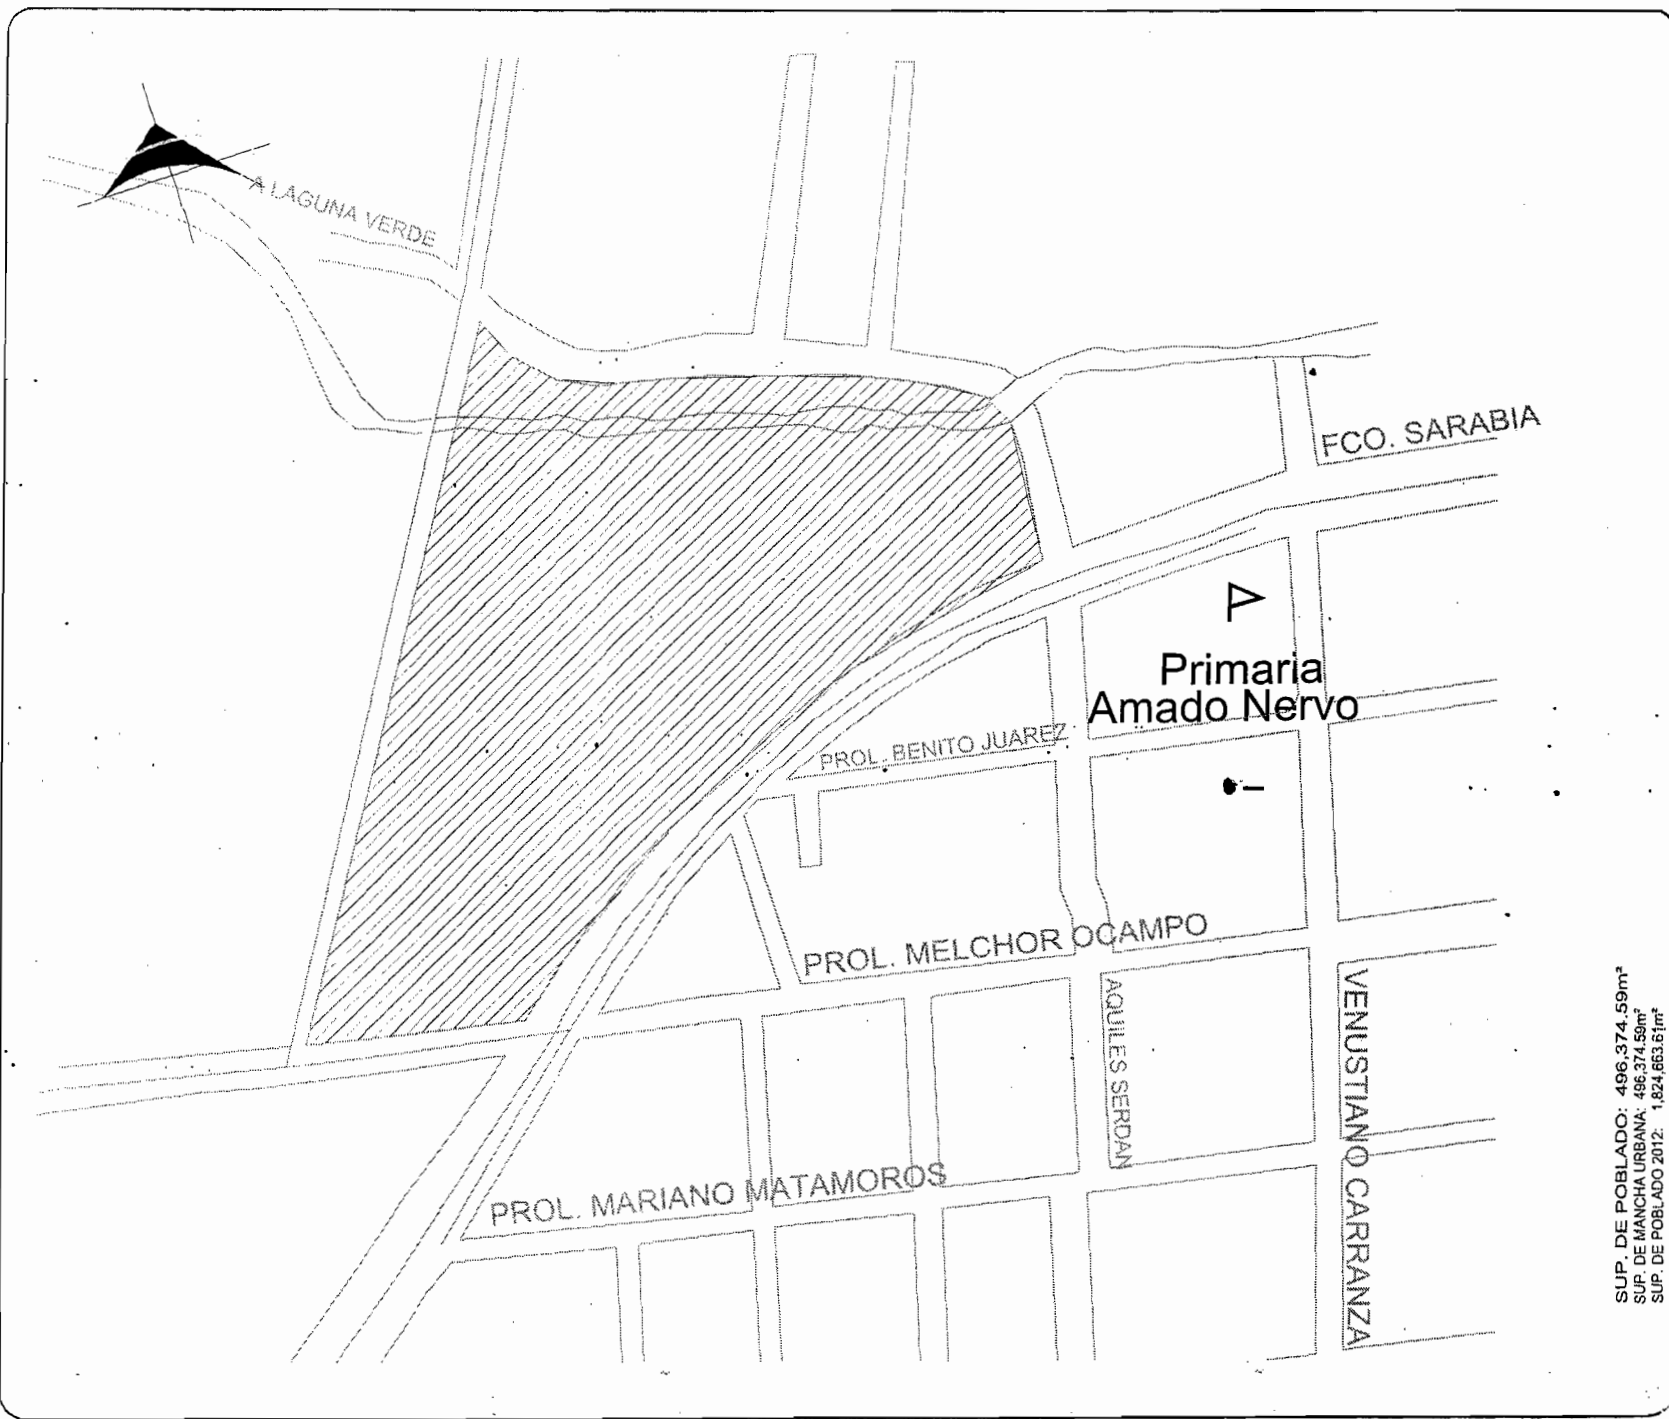 A LAGUNA VERDE
FCO. SARABIA
Primaria
Amado Nervo
PROL. BENITO JUAREZ
PROL. MELCHOR OCAMPO
AQUILES SERDAN
VENUSTIANO CARRANZA
PROL. MARIANO MATAMOROS
SUP. DE POBLADO: 496,374.59m²
SUP. DE MANCHA URBANA: 496,374.59m²
SUP. DE POBLADO 2012: 1,824,663.61m²